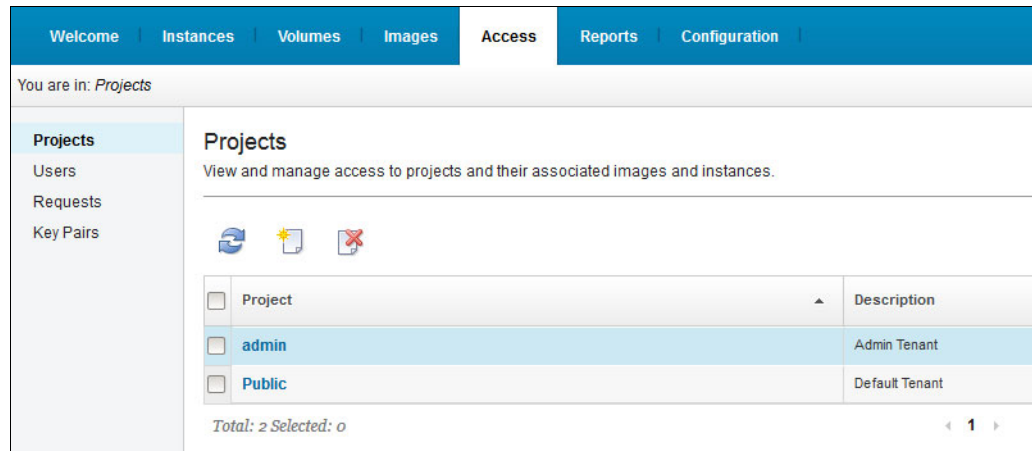 Welcome Instances Volumes Images Access Reports Configuration
You are in: Projects
Projects
Users
Requests
Key Pairs
Projects
View and manage access to projects and their associated images and instances.
Project Description
admin Admin Tenant
Public Default Tenant
Total: 2 Selected: 0 1